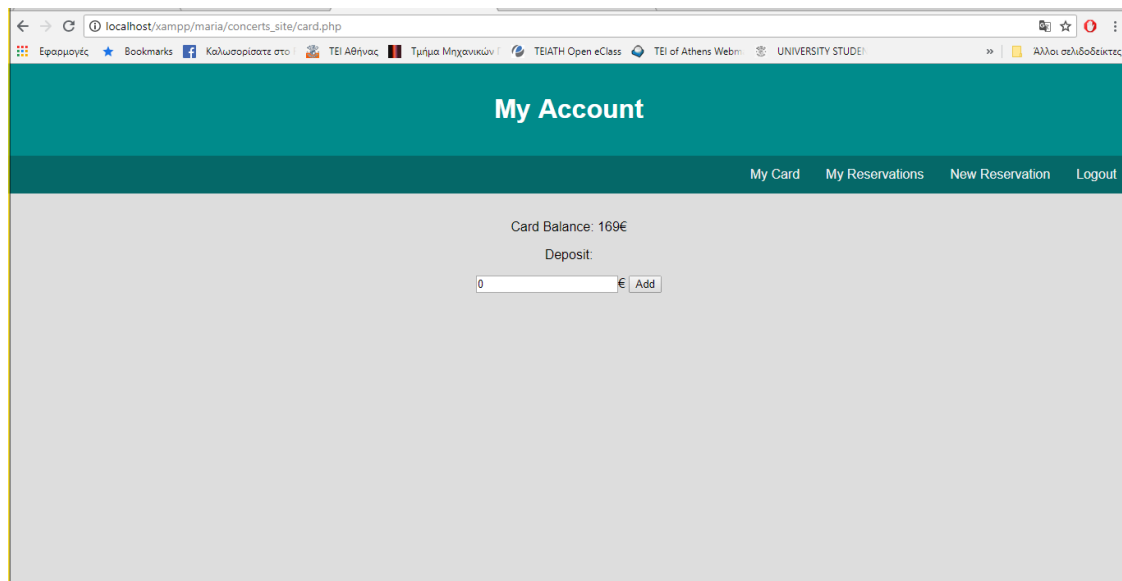 localhost/xampp/maria/concerts_site/card.php
Εφαρμογές Bookmarks Καλωσορίσατε στο TEI Αθήνας Τμήμα Μηχανικών TEIATH Open eClass TEI of Athens Webm UNIVERSITY STUDEN » Άλλοι σελιδοδείκτες
My Account
My Card My Reservations New Reservation Logout
Card Balance: 169€
Deposit:
0 € Add